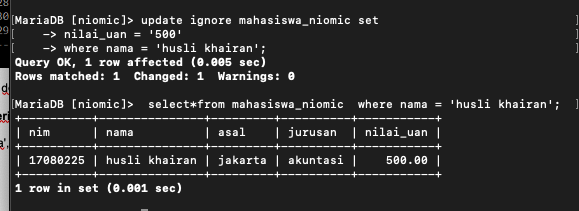 MariaDB [niomic]> update ignore mahasiswa_niomic set
    -> nilai_uan = '500'
    -> where nama = 'husli khairan';
Query OK, 1 row affected (0.005 sec)
Rows matched: 1  Changed: 1  Warnings: 0

MariaDB [niomic]>  select*from mahasiswa_niomic  where nama = 'husli khairan';
+----------+---------------+---------+----------+-----------+
| nim      | nama          | asal    | jurusan  | nilai_uan |
+----------+---------------+---------+----------+-----------+
| 17080225 | husli khairan | jakarta | akuntasi |    500.00 |
+----------+---------------+---------+----------+-----------+
1 row in set (0.001 sec)